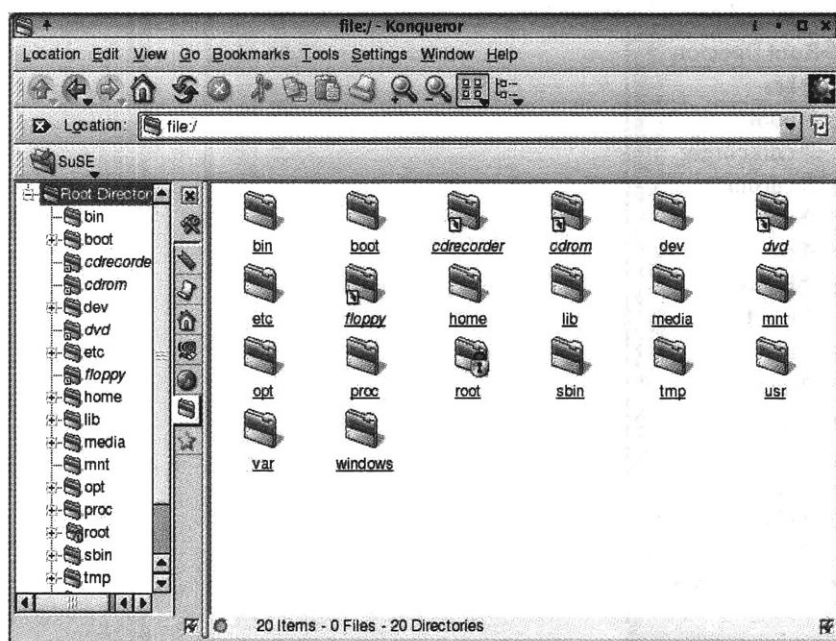 file:/ - Konqueror
Location Edit View Go Bookmarks Tools Settings Window Help
Location: file:/
SuSE
Root Director
bin
boot
cdrecorde
cdrom
dev
dvd
etc
floppy
home
lib
media
mnt
opt
proc
root
sbin
tmp
bin boot cdrecorder cdrom dev dvd
etc floppy home lib media mnt
opt proc root sbin tmp usr
var windows
20 Items - 0 Files - 20 Directories